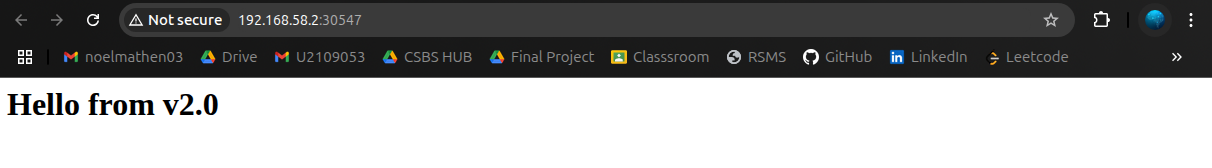 Not secure 192.168.58.2:30547
noelmathen03 Drive U2109053 CSBS HUB Final Project Classsroom RSMS GitHub LinkedIn Leetcode
Hello from v2.0